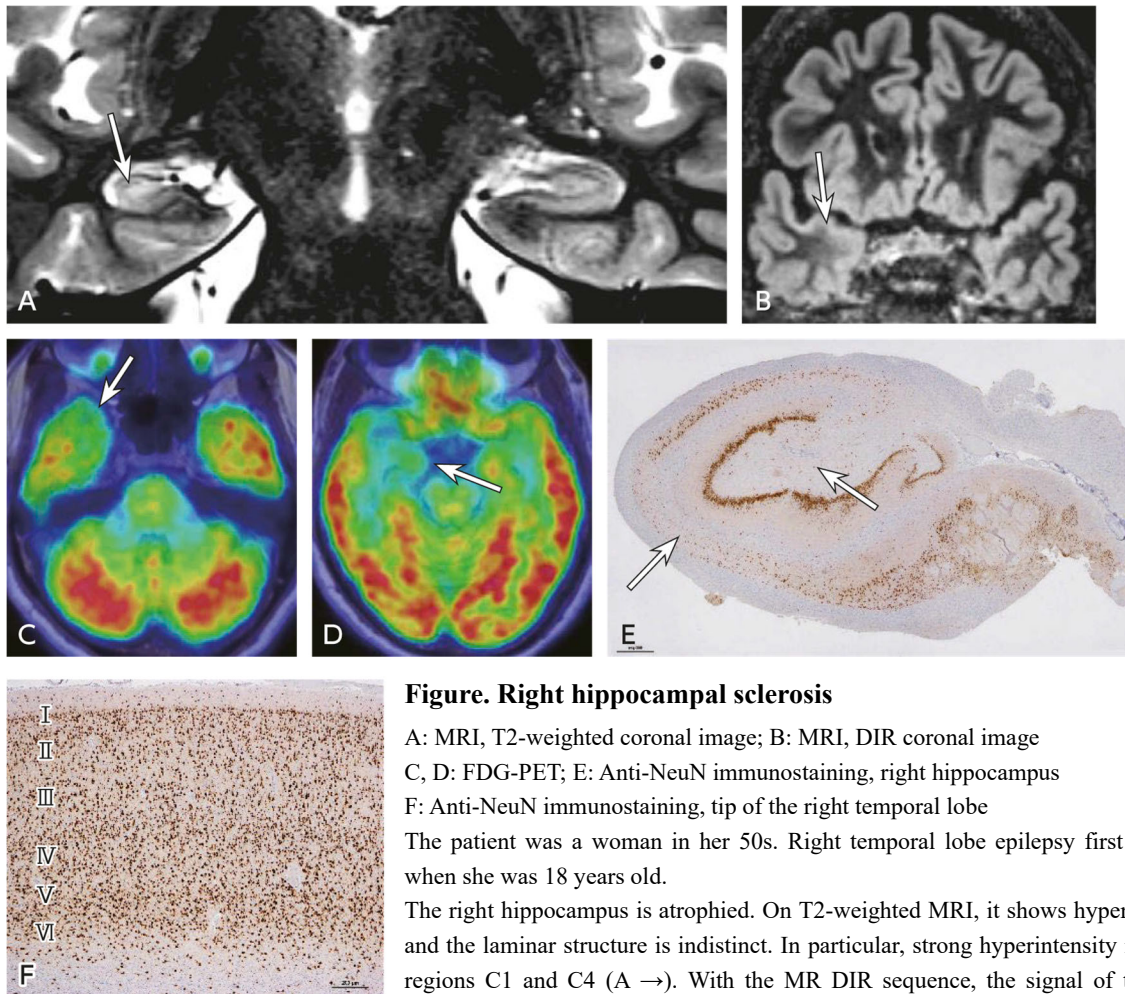 A
B
C
D
E
F
I
II
III
IV
V
VI
Figure. Right hippocampal sclerosis
A: MRI, T2-weighted coronal image; B: MRI, DIR coronal image
C, D: FDG-PET; E: Anti-NeuN immunostaining, right hippocampus
F: Anti-NeuN immunostaining, tip of the right temporal lobe
The patient was a woman in her 50s. Right temporal lobe epilepsy first
when she was 18 years old.
The right hippocampus is atrophied. On T2-weighted MRI, it shows hyper
and the laminar structure is indistinct. In particular, strong hyperintensity
regions C1 and C4 (A →). With the MR DIR sequence, the signal of